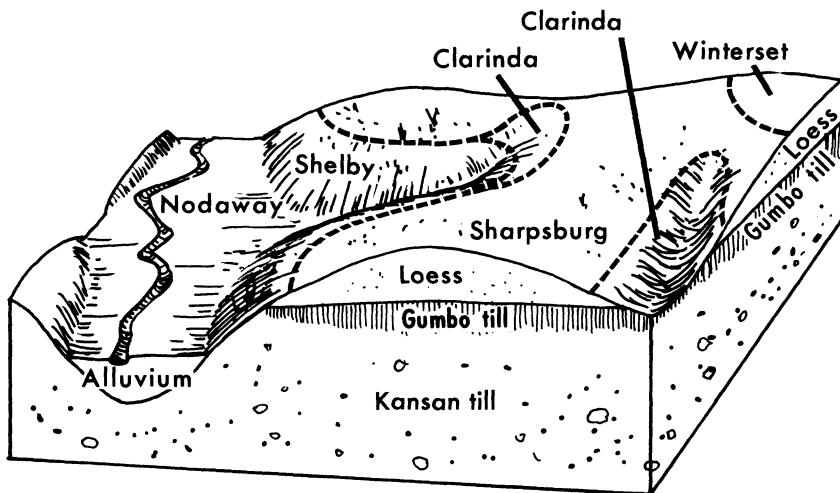 Clarinda
Winterset
Clarinda
Loess
Shelby
Gumbo till
Nodaway
Sharpsburg
Loess
Gumbo till
Alluvium
Kansan till